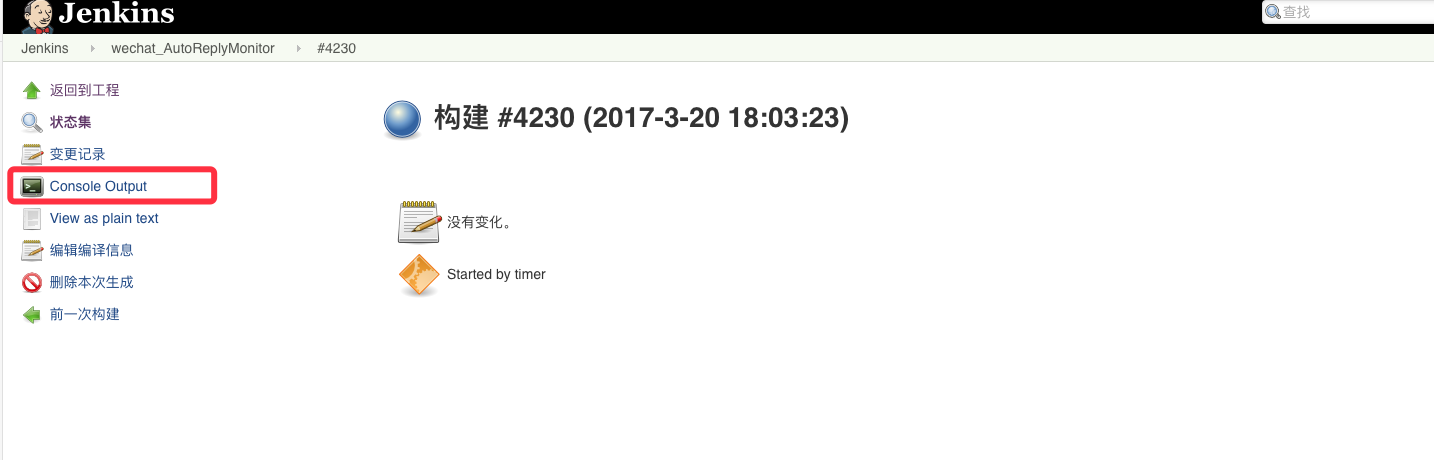 Jenkins
查找
Jenkins wechat_AutoReplyMonitor #4230
返回到工程
状态集
变更记录
Console Output
View as plain text
编辑编译信息
删除本次生成
前一次构建
构建 #4230 (2017-3-20 18:03:23)
没有变化。
Started by timer